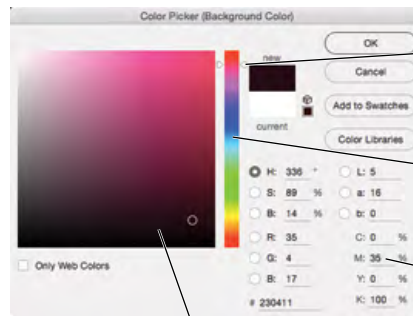 Color Picker (Background Color)
new
current
OK
Cancel
Add to Swatches
Color Libraries
H: 336 °
S: 89 %
B: 14 %
R: 35
G: 4
B: 17
# 230411
L: 5
a: 16
b: 0
C: 0 %
M: 35 %
Y: 0 %
K: 100 %
Only Web Colors